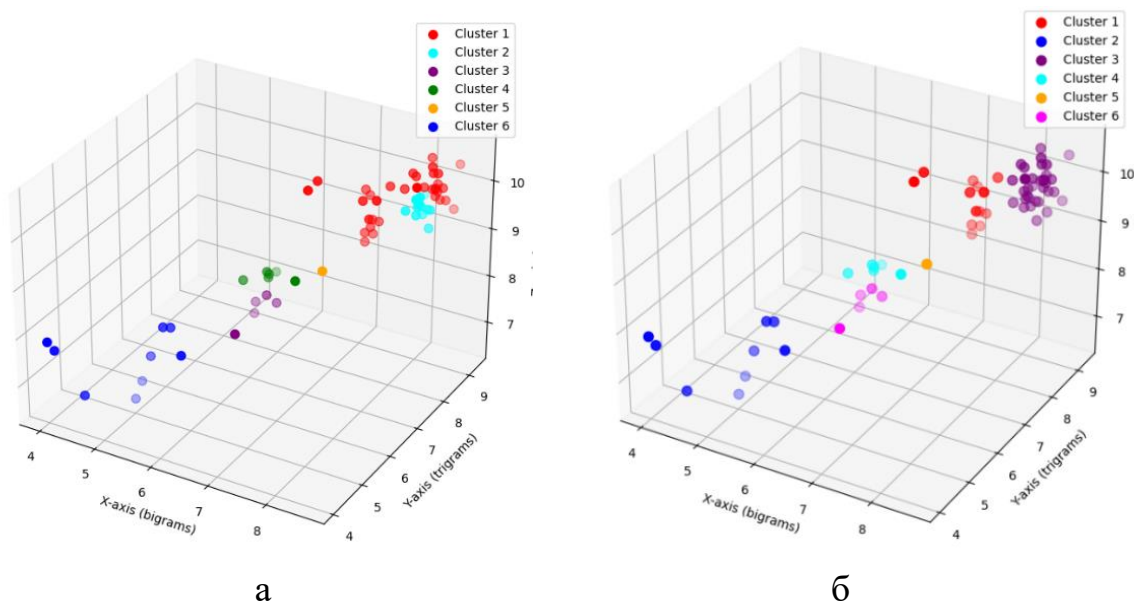 Cluster 1
Cluster 2
Cluster 3
Cluster 4
Cluster 5
Cluster 6
10
9
8
7
9
8
7
6
5
4
4
5
6
7
8
X-axis (bigrams)
Y-axis (trigrams)
а
Cluster 1
Cluster 2
Cluster 3
Cluster 4
Cluster 5
Cluster 6
10
9
8
7
9
8
7
6
5
4
4
5
6
7
8
X-axis (bigrams)
Y-axis (trigrams)
б